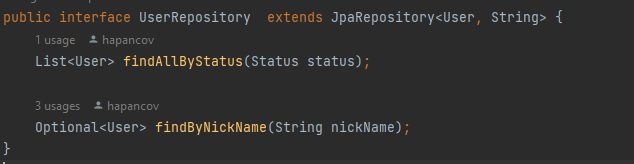 public interface UserRepository  extends JpaRepository<User, String> {
1 usage  hapancov
List<User> findAllByStatus(Status status);
3 usages  hapancov
Optional<User> findByNickName(String nickName);
}